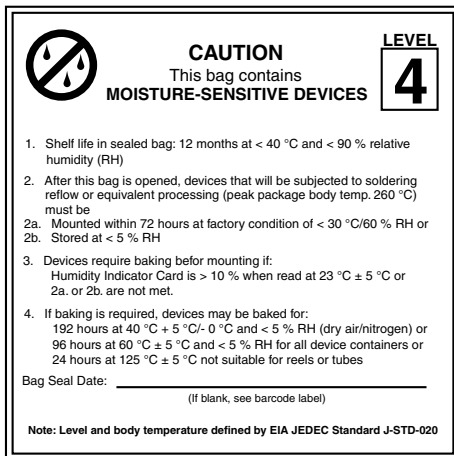 CAUTION
This bag contains
MOISTURE-SENSITIVE DEVICES
LEVEL
4
1. Shelf life in sealed bag: 12 months at < 40 °C and < 90 % relative
humidity (RH)
2. After this bag is opened, devices that will be subjected to soldering
reflow or equivalent processing (peak package body temp. 260 °C)
must be
2a. Mounted within 72 hours at factory condition of < 30 °C/60 % RH or
2b. Stored at < 5 % RH
3. Devices require baking befor mounting if:
Humidity Indicator Card is > 10 % when read at 23 °C ± 5 °C or
2a. or 2b. are not met.
4. If baking is required, devices may be baked for:
192 hours at 40 °C + 5 °C/- 0 °C and < 5 % RH (dry air/nitrogen) or
96 hours at 60 °C ± 5 °C and < 5 % RH for all device containers or
24 hours at 125 °C ± 5 °C not suitable for reels or tubes
Bag Seal Date:
(If blank, see barcode label)
Note: Level and body temperature defined by EIA JEDEC Standard J-STD-020